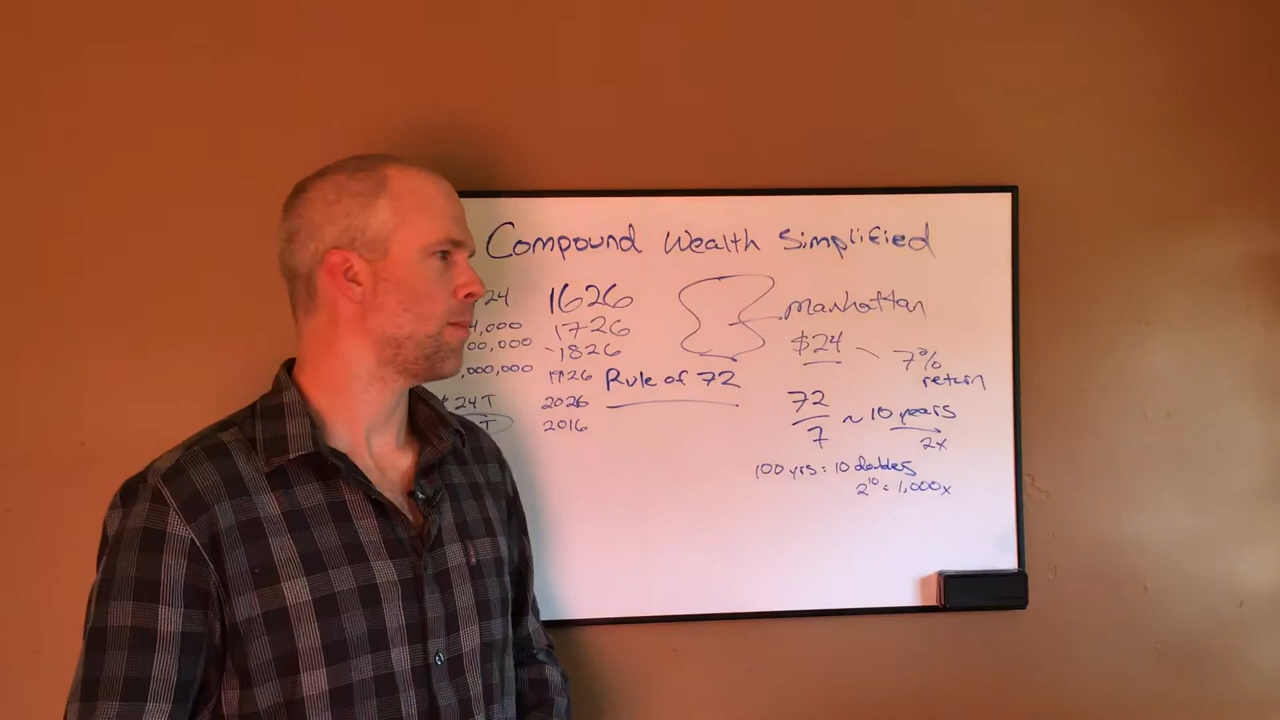 Compound Wealth Simplified
24 1626
4,000 1726
00,000 1826
,000,000 1926
$24T 2026
T 2016
Rule of 72
Manhattan
$24
7%
return
72
7
~ 10 years
2x
100 yrs = 10 doubles
2^10 = 1,000x